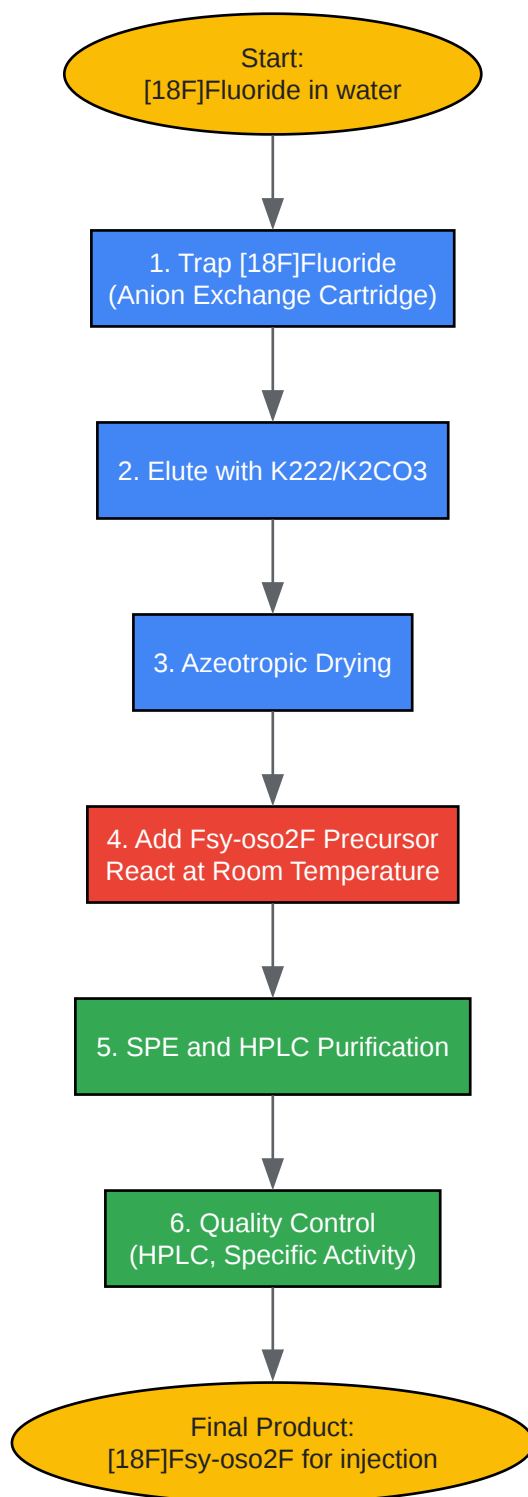 Start:
[18F]Fluoride in water
1. Trap [18F]Fluoride
(Anion Exchange Cartridge)
2. Elute with K222/K2CO3
3. Azeotropic Drying
4. Add Fsy-oso2F Precursor
React at Room Temperature
5. SPE and HPLC Purification
6. Quality Control
(HPLC, Specific Activity)
Final Product:
[18F]Fsy-oso2F for injection